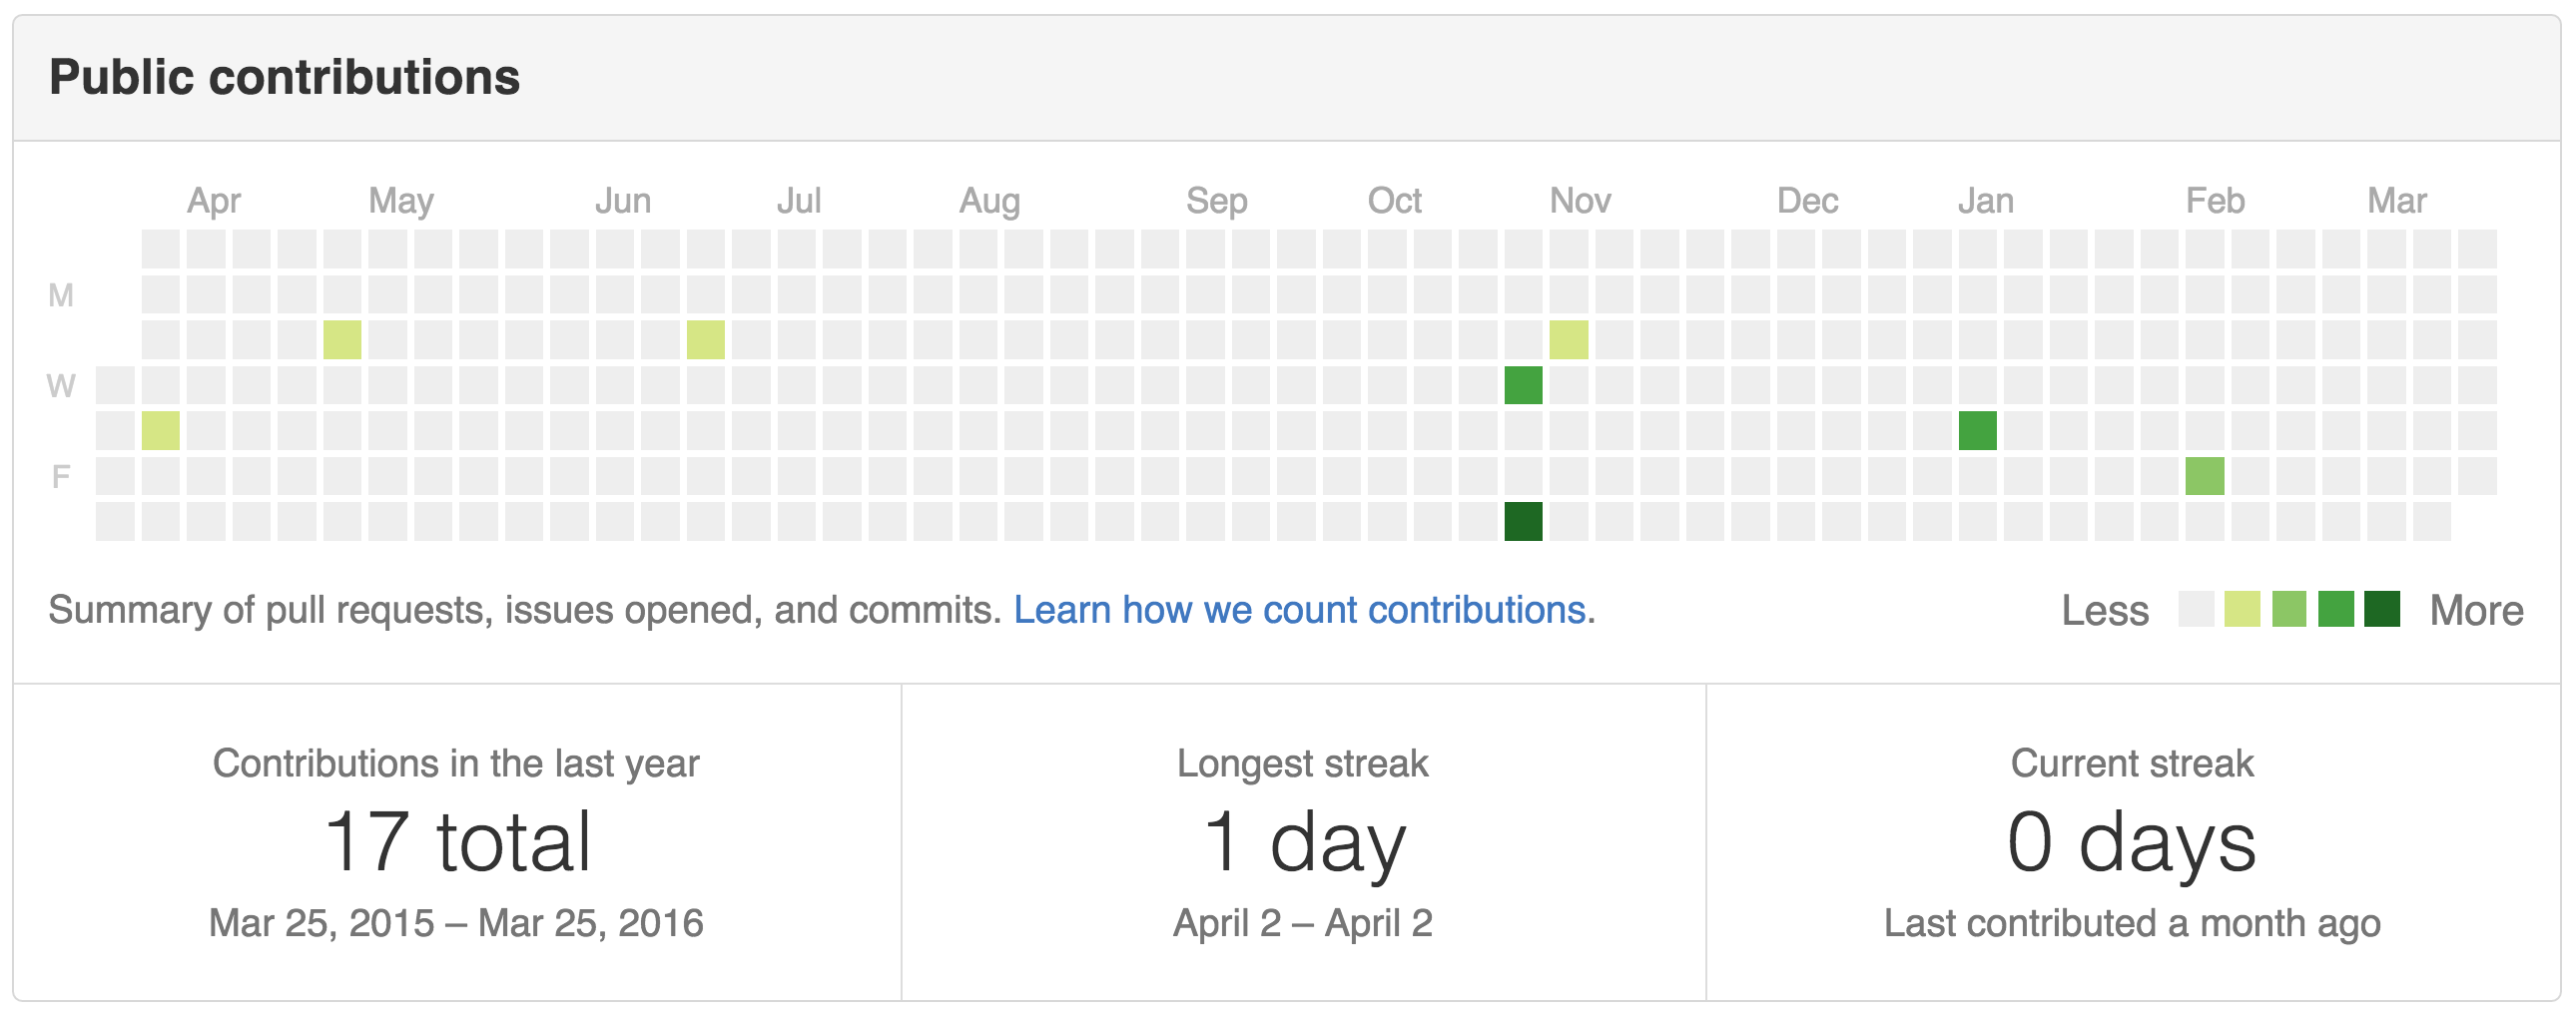 Public contributions
Apr May Jun Jul Aug Sep Oct Nov Dec Jan Feb Mar
M
W
F
Summary of pull requests, issues opened, and commits. Learn how we count contributions. Less More
Contributions in the last year Longest streak Current streak
17 total 1 day 0 days
Mar 25, 2015 – Mar 25, 2016 April 2 – April 2 Last contributed a month ago